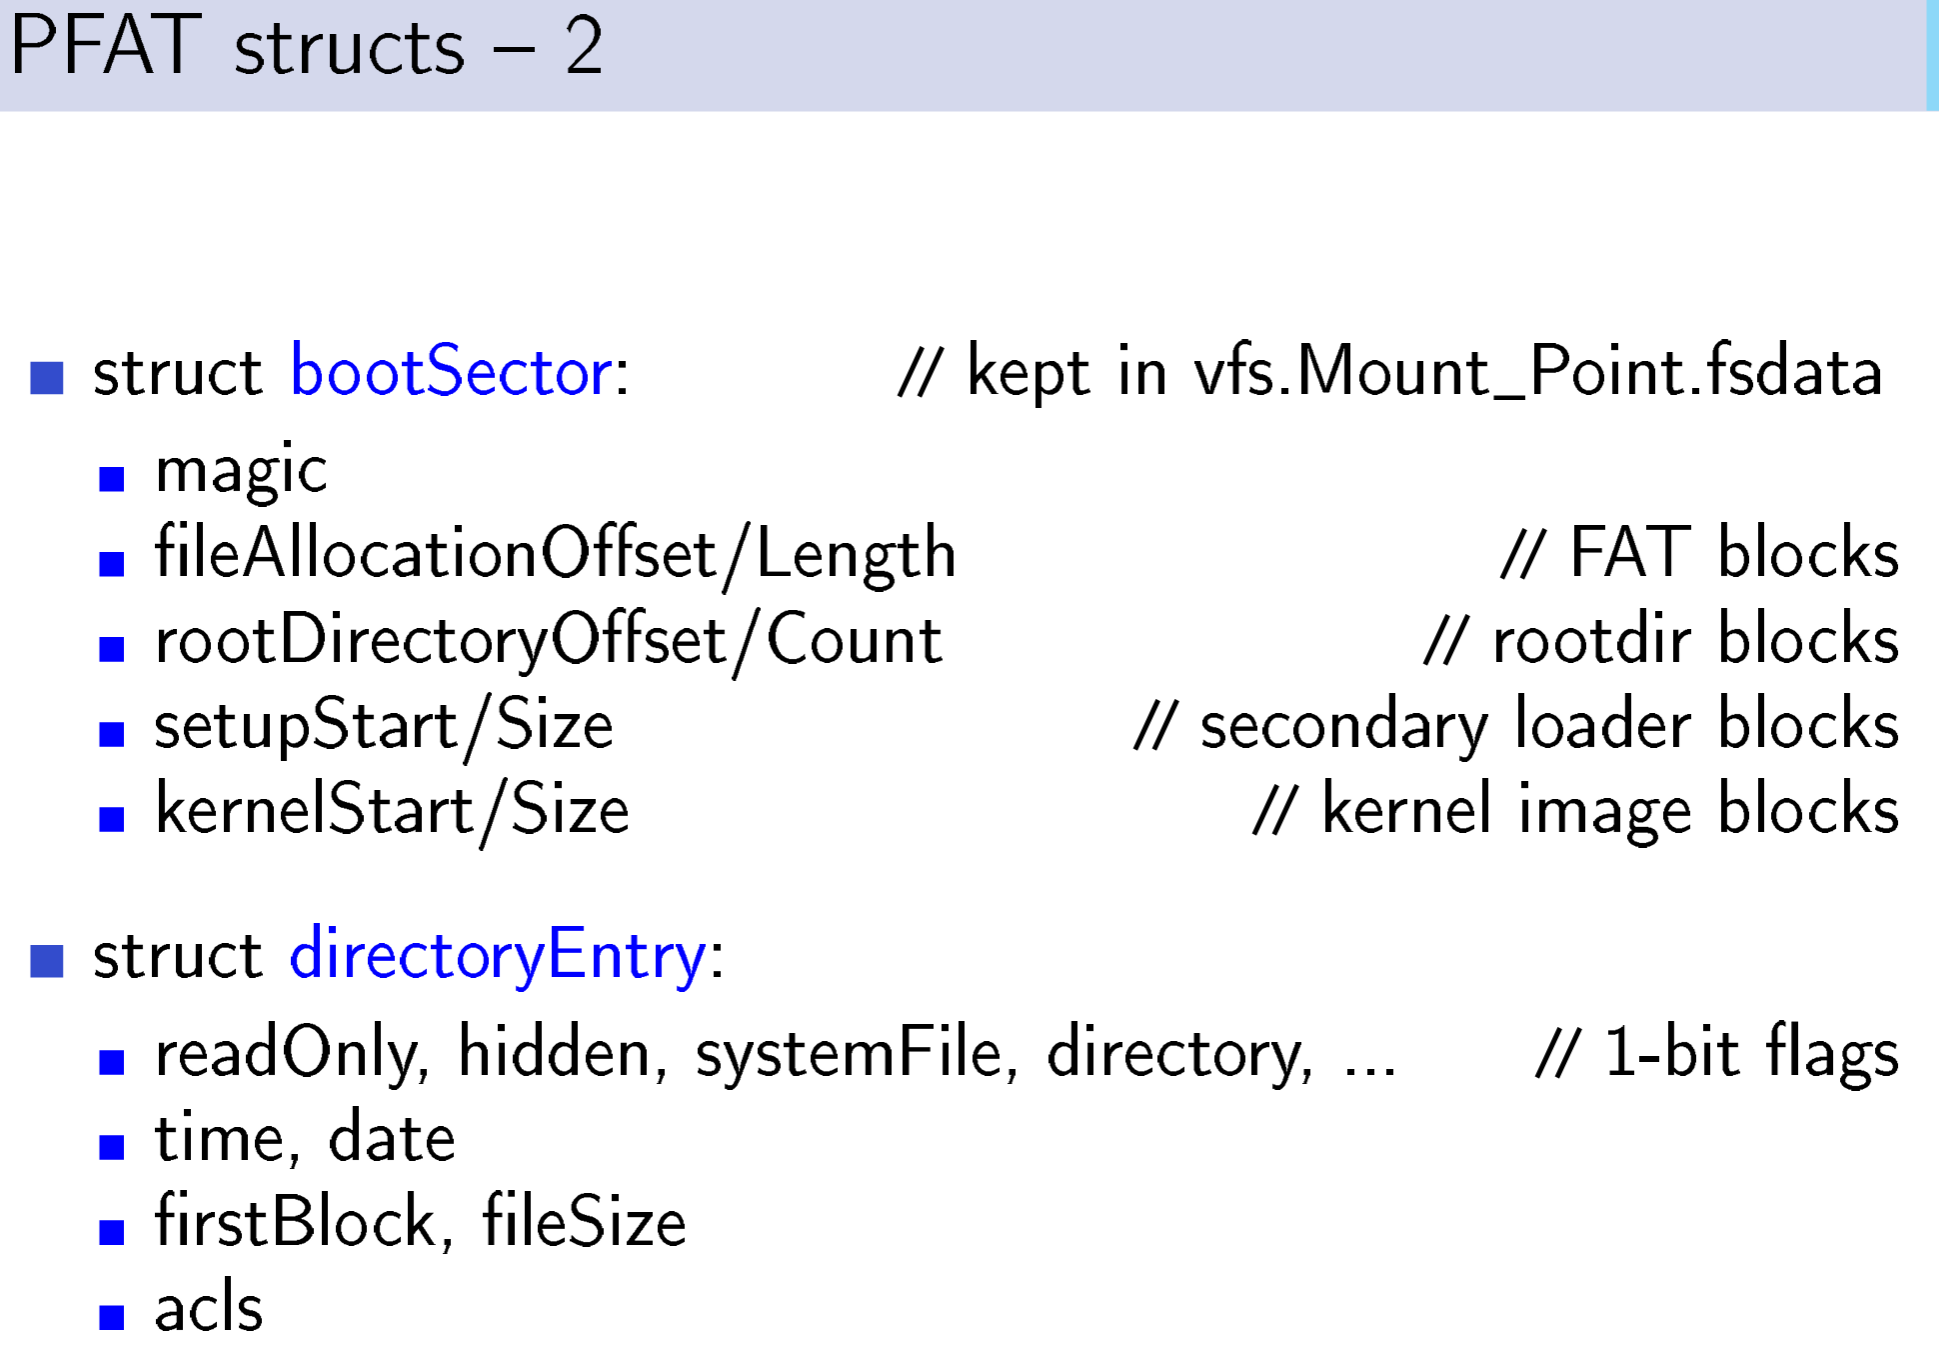 PFAT structs – 2
struct bootSector: // kept in vfs.Mount_Point.fsdata
magic
fileAllocationOffset/Length // FAT blocks
rootDirectoryOffset/Count // rootdir blocks
setupStart/Size // secondary loader blocks
kernelStart/Size // kernel image blocks
struct directoryEntry:
readOnly, hidden, systemFile, directory, ... // 1-bit flags
time, date
firstBlock, fileSize
acls